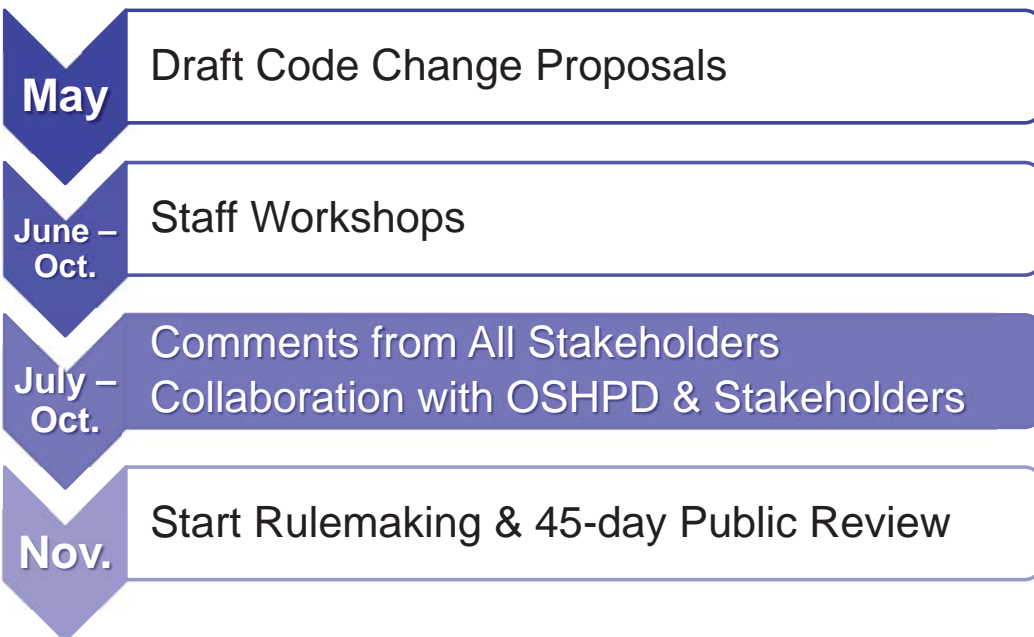 May
Draft Code Change Proposals
June –
Oct.
Staff Workshops
July –
Oct.
Comments from All Stakeholders
Collaboration with OSHPD & Stakeholders
Nov.
Start Rulemaking & 45-day Public Review